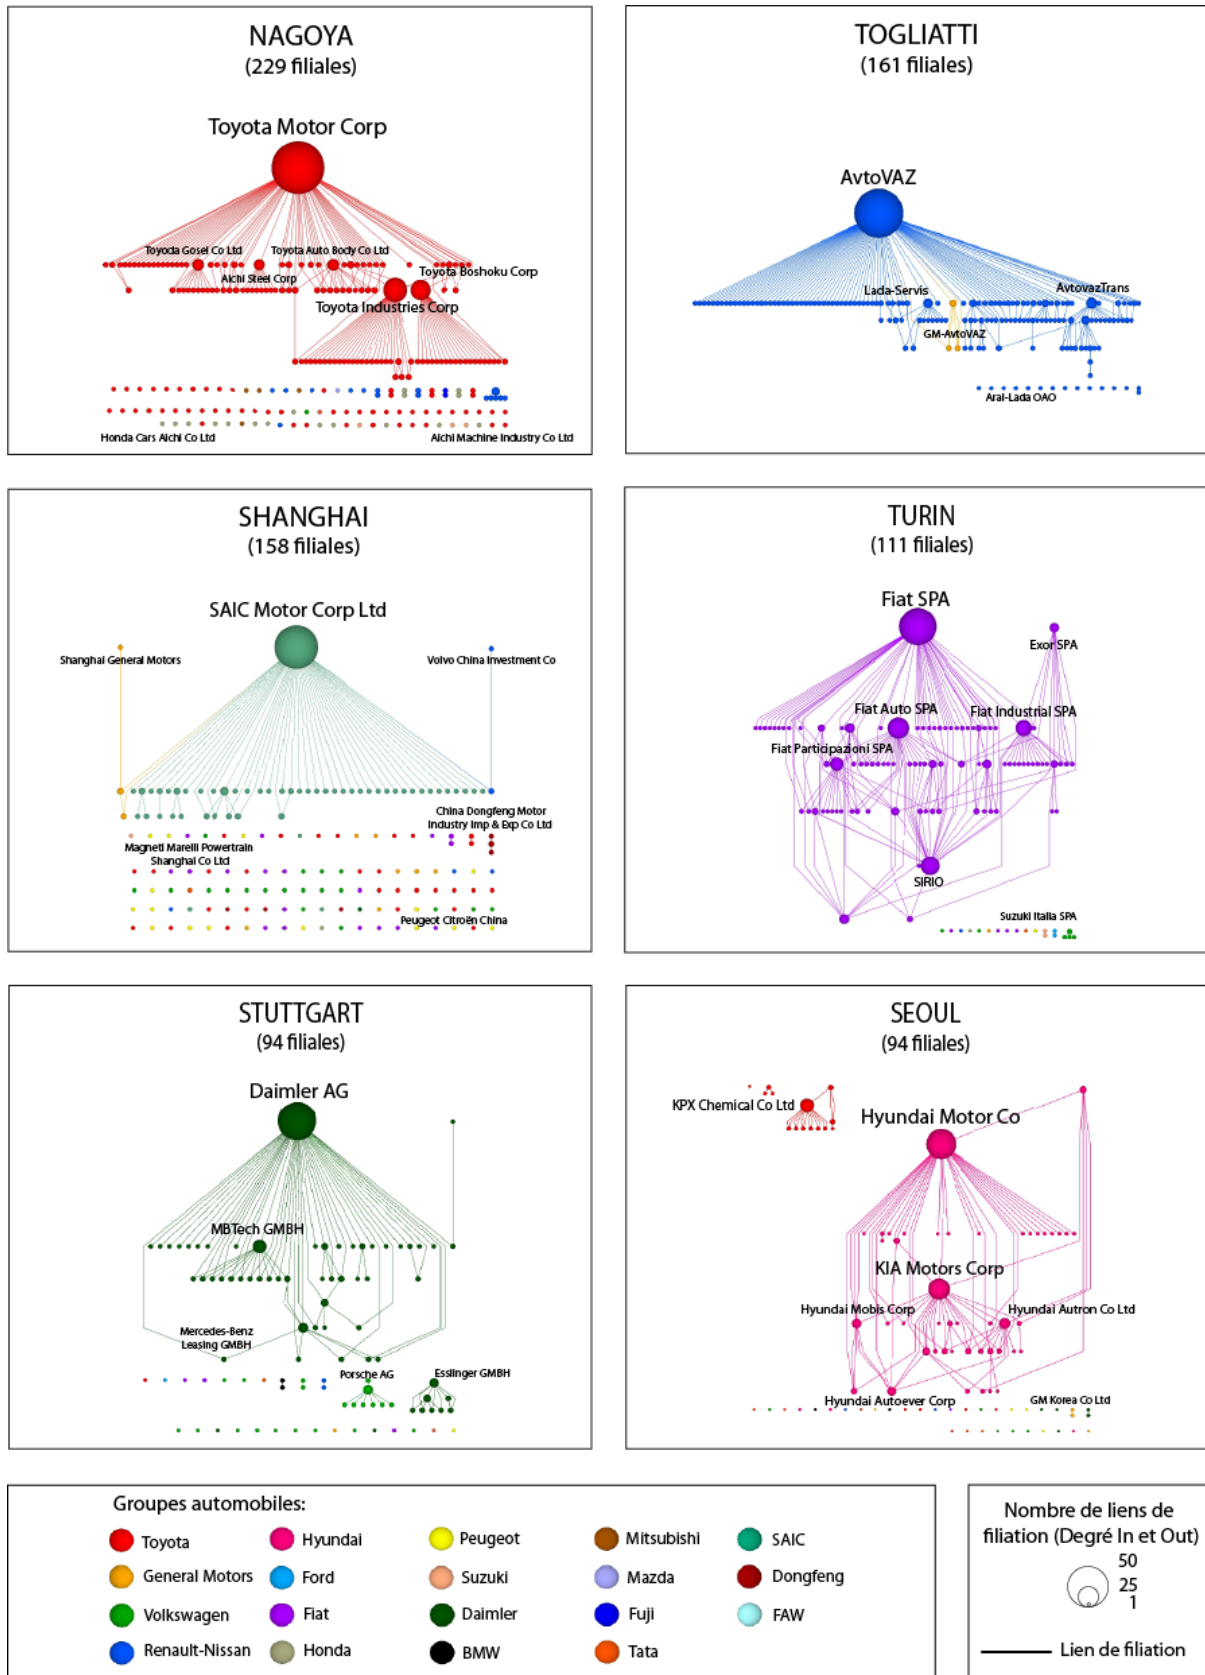 NAGOYA
(229 filiales)
Toyota Motor Corp
Toyoda Gosei Co Ltd
Toyota Auto Body Co Ltd
Aichi Steel Corp
Toyota Boshoku Corp
Toyota Industries Corp
Honda Cars Aichi Co Ltd
Aichi Machine Industry Co Ltd
TOGLIATTI
(161 filiales)
AvtoVAZ
Lada-Servis
AvtovazTrans
GM-AvtoVAZ
Aral-Lada OAO
SHANGHAI
(158 filiales)
SAIC Motor Corp Ltd
Shanghai General Motors
Volvo China Investment Co
China Dongfeng Motor
Industry Imp & Exp Co Ltd
Magneti Marelli Powertrain
Shanghai Co Ltd
Peugeot Citroën China
TURIN
(111 filiales)
Fiat SPA
Exor SPA
Fiat Auto SPA
Fiat Industrial SPA
Fiat Participazioni SPA
SIRIO
Suzuki Italia SPA
STUTTGART
(94 filiales)
Daimler AG
MBTech GMBH
Mercedes-Benz
Leasing GMBH
Porsche AG
Esslinger GMBH
SEOUL
(94 filiales)
KPX Chemical Co Ltd
Hyundai Motor Co
KIA Motors Corp
Hyundai Mobis Corp
Hyundai Autron Co Ltd
Hyundai Autoever Corp
GM Korea Co Ltd
Groupes automobiles:
Toyota
Hyundai
Peugeot
Mitsubishi
SAIC
General Motors
Ford
Suzuki
Mazda
Dongfeng
Volkswagen
Fiat
Daimler
Fuji
FAW
Renault-Nissan
Honda
BMW
Tata
Nombre de liens de
filiation (Degré In et Out)
50
25
1
Lien de filiation